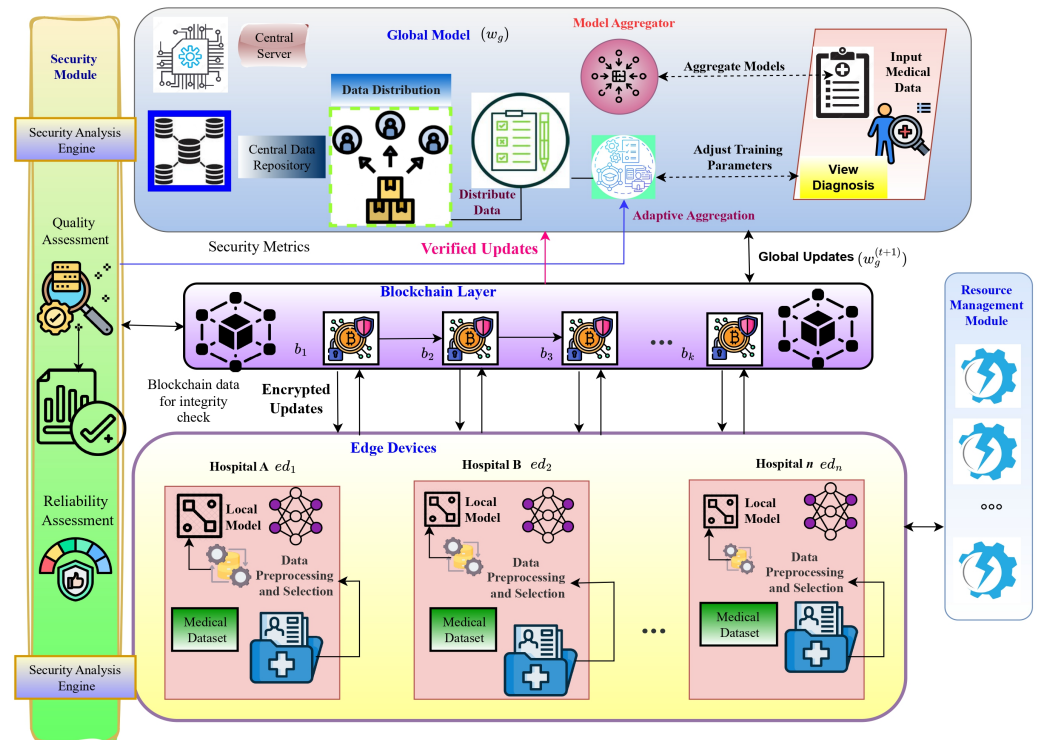 Security
Module
Security Analysis
Engine
Quality
Assessment
Reliability
Assessment
Security Analysis
Engine
Central
Server
Global Model (w_g)
Model Aggregator
Data Distribution
Aggregate Models
Input
Medical
Data
Central Data
Repository
Adjust Training
Parameters
View
Diagnosis
Distribute
Data
Adaptive Aggregation
Security Metrics
Verified Updates
Global Updates (w_g^{(t+1)})
Blockchain Layer
b_1
b_2
b_3
...
b_k
Blockchain data
for integrity
check
Encrypted
Updates
Resource
Management
Module
Edge Devices
Hospital A ed_1
Local
Model
Data
Preprocessing
and Selection
Medical
Dataset
Hospital B ed_2
Local
Model
Data
Preprocessing
and Selection
Medical
Dataset
...
Hospital n ed_n
Local
Model
Data
Preprocessing
and Selection
Medical
Dataset